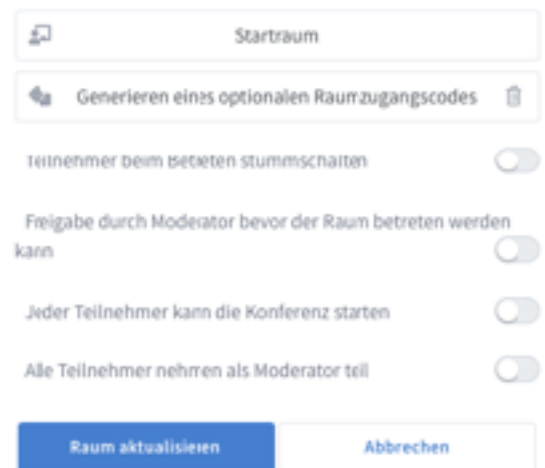 Startraum
Generieren eines optionalen Raumzugangscodes
Teilnehmer beim Betreten stummschalten
Freigabe durch Moderator bevor der Raum betreten werden
kann
Jeder Teilnehmer kann die Konferenz starten
Alle Teilnehmer nehmen als Moderator teil
Raum aktualisieren
Abbrechen